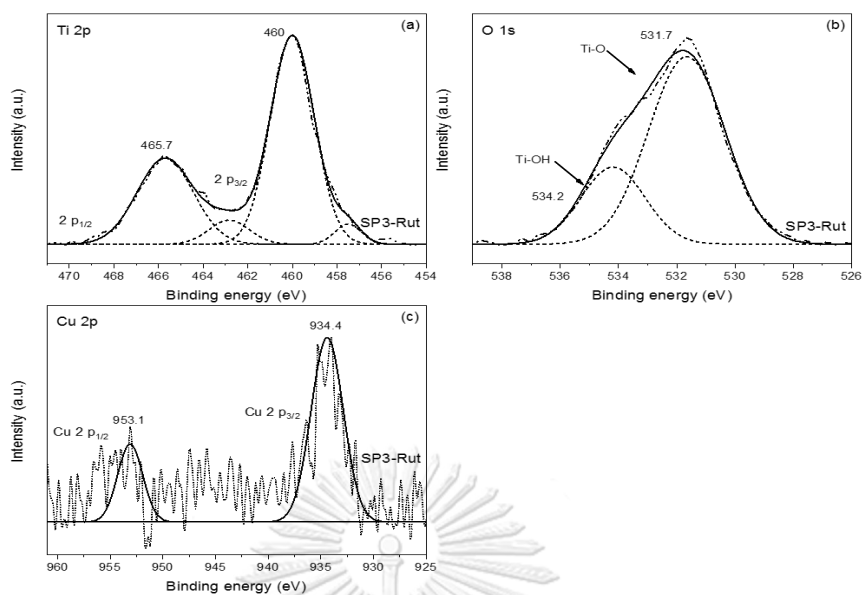 Ti 2p
(a)
460
465.7
2 p3/2
2 p1/2
SP3-Rut
Intensity (a.u.)
470 468 466 464 462 460 458 456 454
Binding energy (eV)
O 1s
(b)
531.7
Ti-O
Ti-OH
534.2
SP3-Rut
Intensity (a.u.)
538 536 534 532 530 528 526
Binding energy (eV)
Cu 2p
(c)
934.4
953.1
Cu 2 p3/2
Cu 2 p1/2
SP3-Rut
Intensity (a.u.)
960 955 950 945 940 935 930 925
Binding energy (eV)